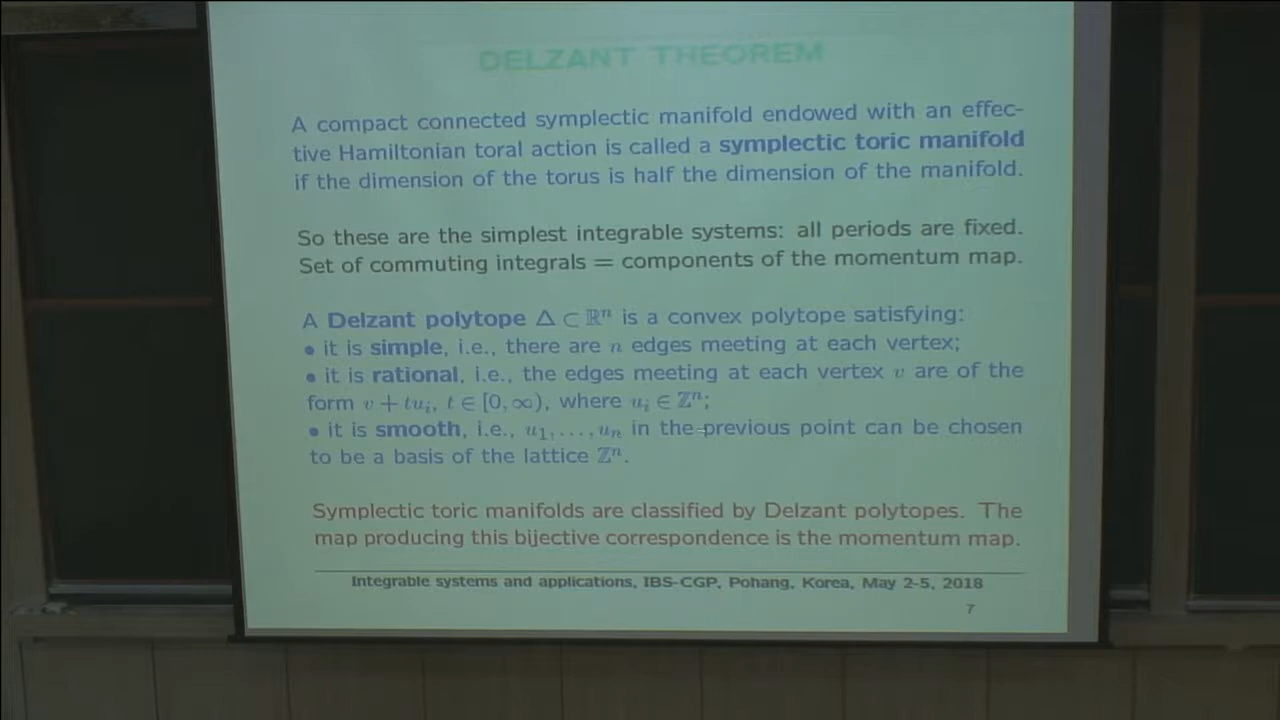 DELZANT THEOREM
A compact connected symplectic manifold endowed with an effec-
tive Hamiltonian toral action is called a symplectic toric manifold
if the dimension of the torus is half the dimension of the manifold.
So these are the simplest integrable systems: all periods are fixed.
Set of commuting integrals = components of the momentum map.
A Delzant polytope Δ ⊂ ℝⁿ is a convex polytope satisfying:
• it is simple, i.e., there are n edges meeting at each vertex;
• it is rational, i.e., the edges meeting at each vertex v are of the
form v + tuᵢ, t ∈ [0, ∞), where uᵢ ∈ ℤⁿ;
• it is smooth, i.e., u₁, . . . , uₙ in the previous point can be chosen
to be a basis of the lattice ℤⁿ.
Symplectic toric manifolds are classified by Delzant polytopes. The
map producing this bijective correspondence is the momentum map.
Integrable systems and applications, IBS-CGP, Pohang, Korea, May 2-5, 2018
7